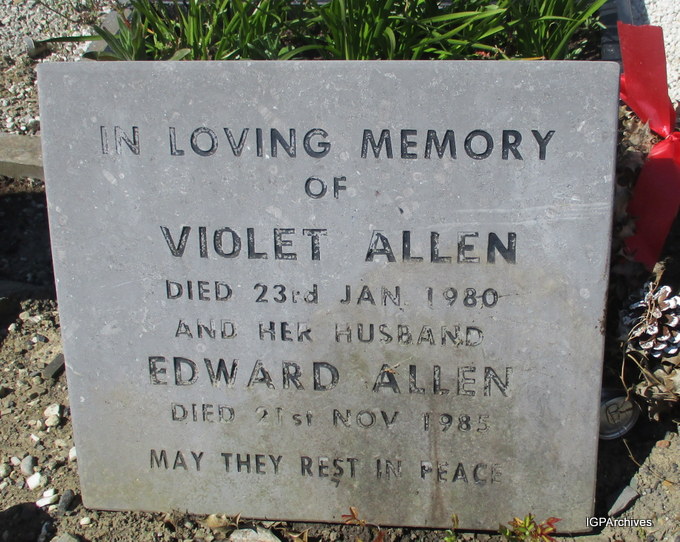 IN LOVING MEMORY
OF
VIOLET ALLEN
DIED 23rd JAN. 1980
AND HER HUSBAND
EDWARD ALLEN
DIED 21st NOV 1985
MAY THEY REST IN PEACE
IGPArchives